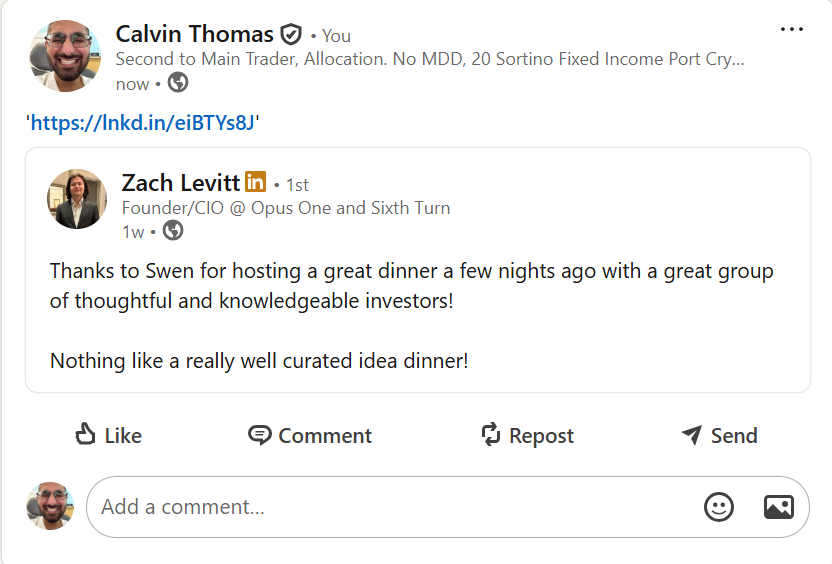 Calvin Thomas • You
Second to Main Trader, Allocation. No MDD, 20 Sortino Fixed Income Port Cry...
now •
'https://lnkd.in/eiBTYs8J'
Zach Levitt in • 1st
Founder/CIO @ Opus One and Sixth Turn
1w •
Thanks to Swen for hosting a great dinner a few nights ago with a great group
of thoughtful and knowledgeable investors!
Nothing like a really well curated idea dinner!
Like Comment Repost Send
Add a comment...